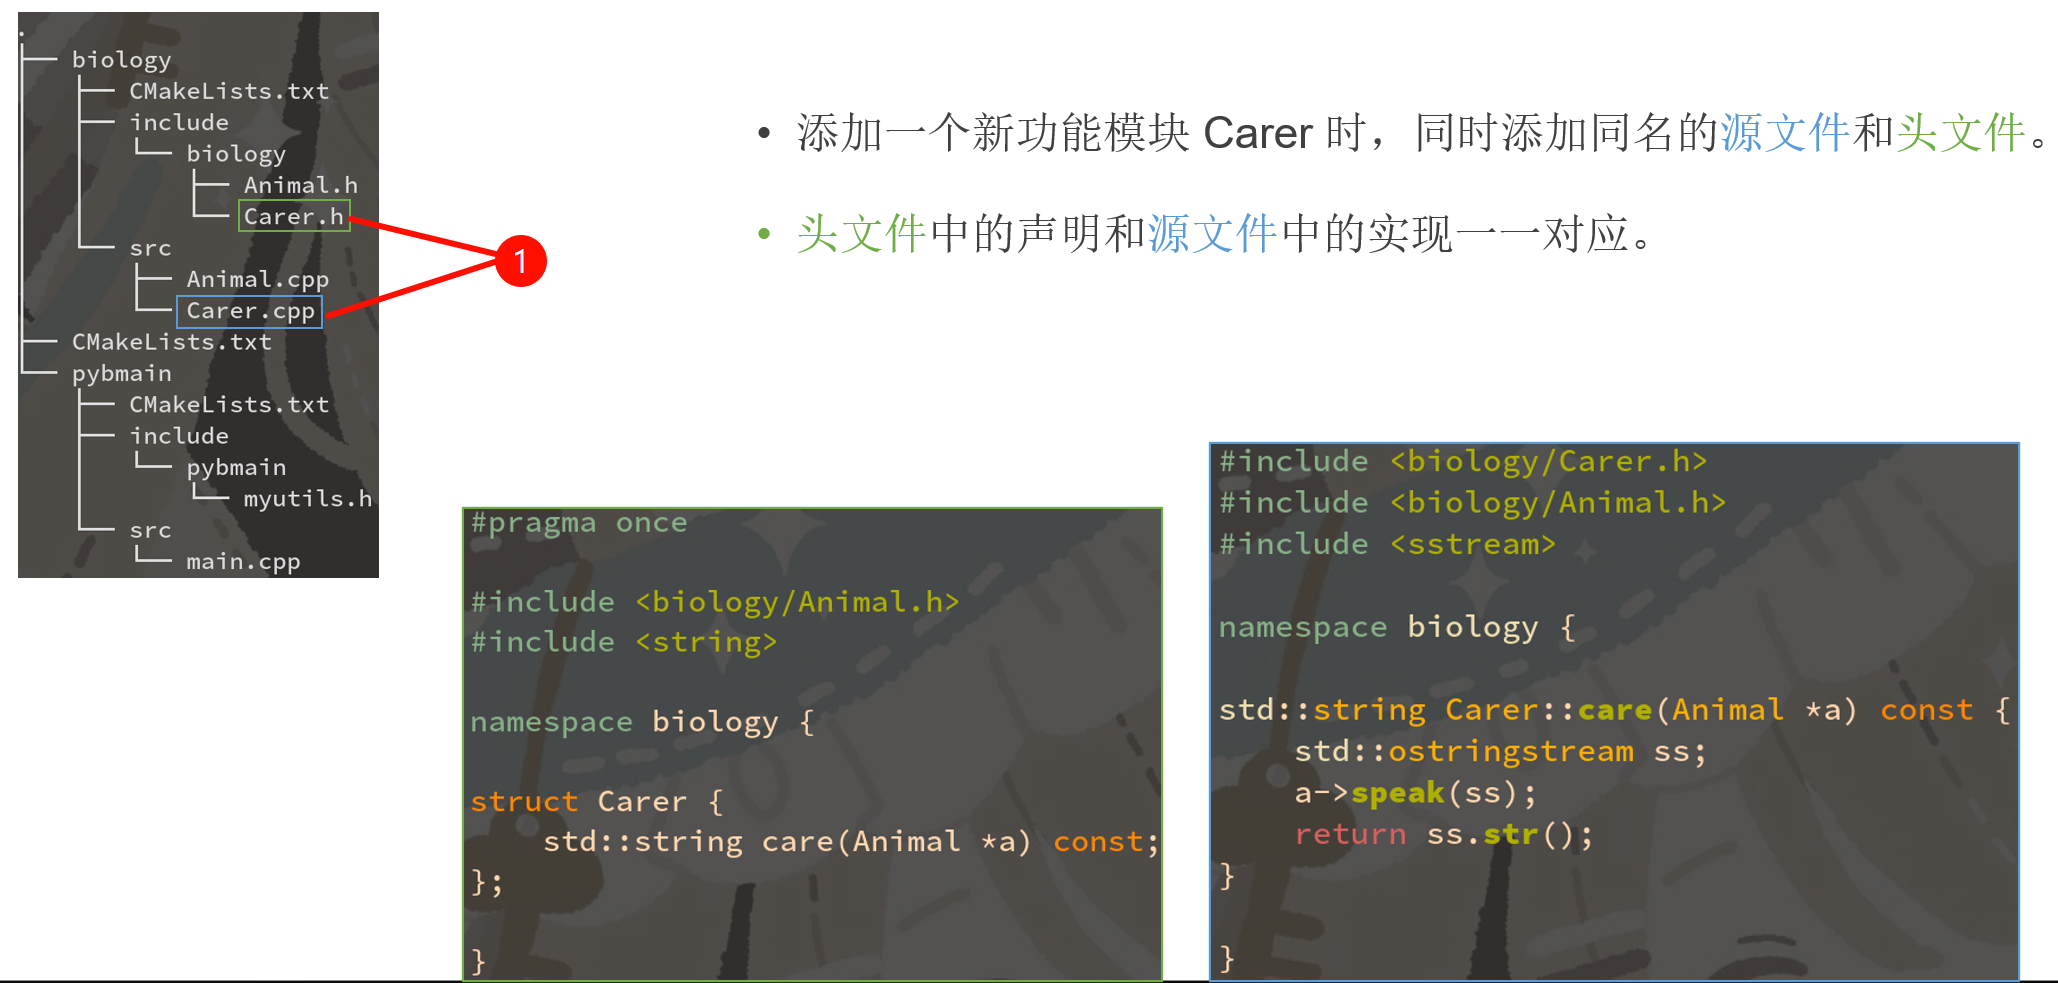 .
├── biology
│   ├── CMakeLists.txt
│   ├── include
│   │   └── biology
│   │       ├── Animal.h
│   │       └── Carer.h
│   └── src
│       ├── Animal.cpp
│       └── Carer.cpp
├── CMakeLists.txt
└── pybmain
    ├── CMakeLists.txt
    ├── include
    │   └── pybmain
    │       └── myutils.h
    └── src
        └── main.cpp
1
• 添加一个新功能模块 Carer 时，同时添加同名的源文件和头文件。
• 头文件中的声明和源文件中的实现一一对应。
#pragma once
#include <biology/Animal.h>
#include <string>
namespace biology {
struct Carer {
    std::string care(Animal *a) const;
};
}
#include <biology/Carer.h>
#include <biology/Animal.h>
#include <sstream>
namespace biology {
std::string Carer::care(Animal *a) const {
    std::ostringstream ss;
    a->speak(ss);
    return ss.str();
}
}